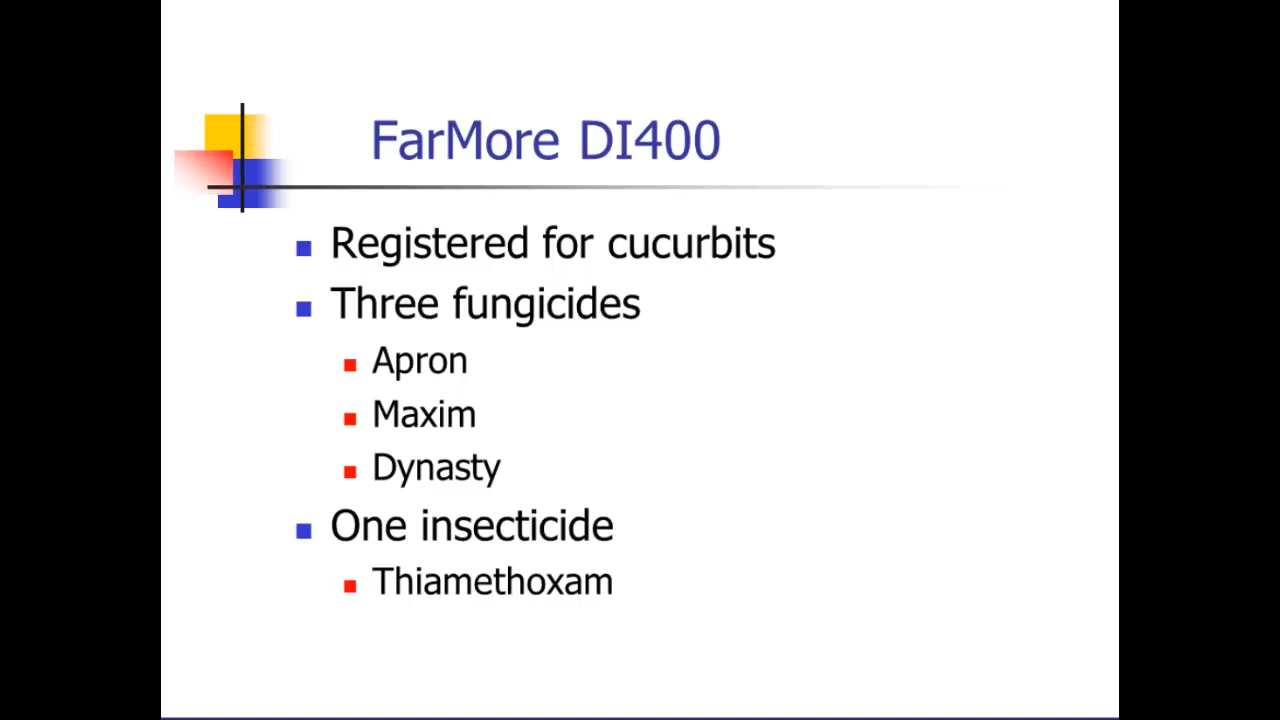 FarMore DI400
Registered for cucurbits
Three fungicides
Apron
Maxim
Dynasty
One insecticide
Thiamethoxam